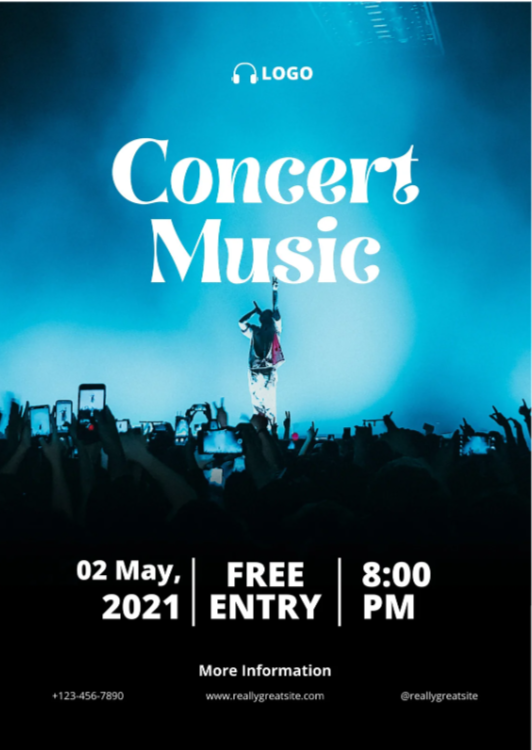 LOGO
Concert
Music
02 May,
2021
FREE
ENTRY
8:00
PM
More Information
+123-456-7890
www.reallygreatsite.com
@reallygreatsite